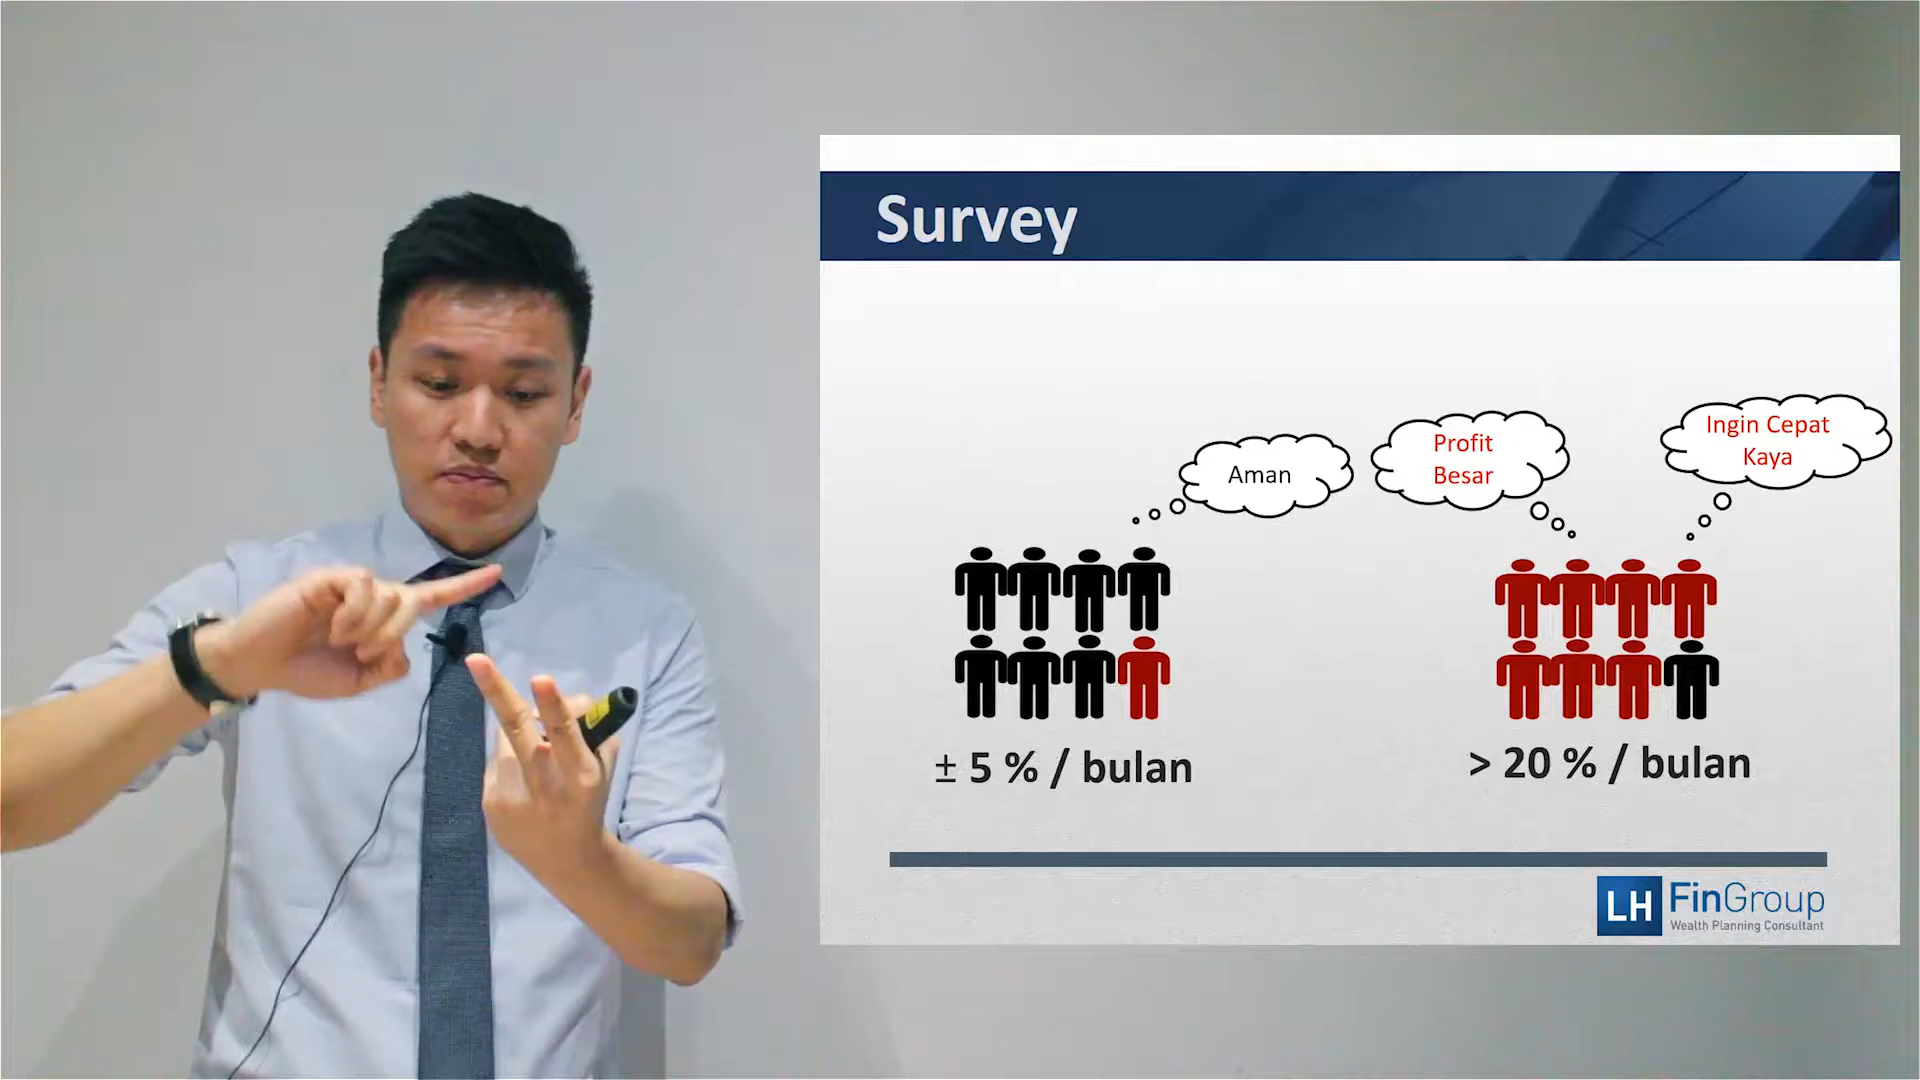 Survey
Aman
Profit
Besar
Ingin Cepat
Kaya
± 5 % / bulan
> 20 % / bulan
LH FinGroup
Wealth Planning Consultant